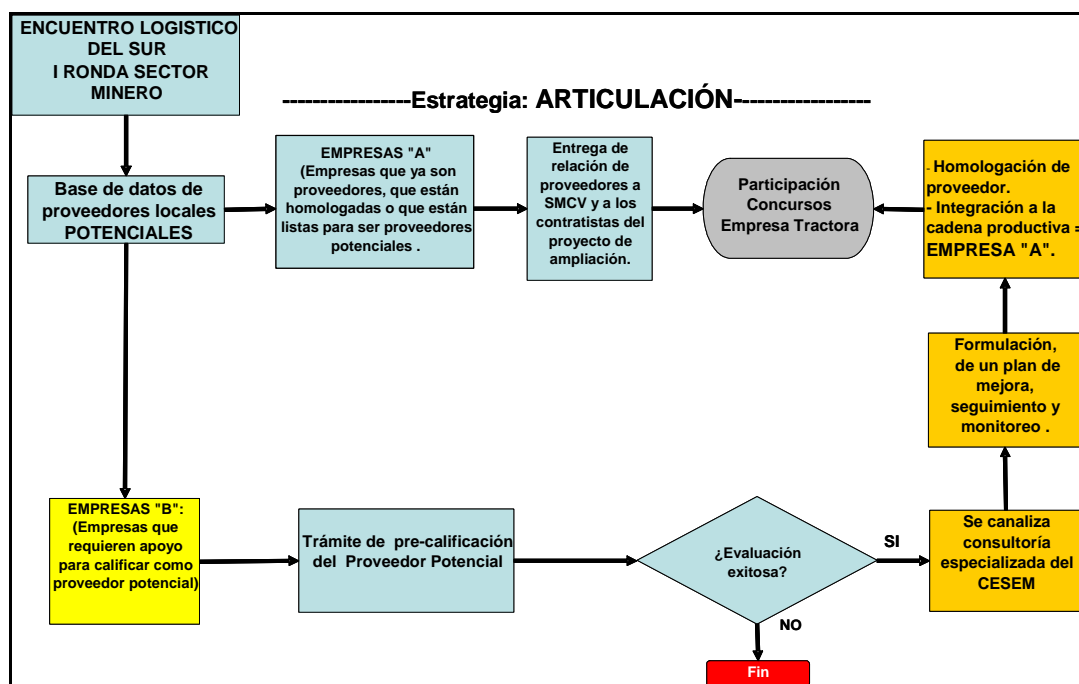 ENCUENTRO LOGISTICO
DEL SUR
I RONDA SECTOR
MINERO
-----------------Estrategia: ARTICULACIÓN-----------------
Base de datos de
proveedores locales
POTENCIALES
EMPRESAS "A"
(Empresas que ya son
proveedores, que están
homologadas o que están
listas para ser proveedores
potenciales .
Entrega de
relación de
proveedores a
SMCV y a los
contratistas del
proyecto de
ampliación.
Participación
Concursos
Empresa Tractora
- Homologación de
proveedor.
- Integración a la
cadena productiva =
EMPRESA "A".
Formulación,
de un plan de
mejora,
seguimiento y
monitoreo .
EMPRESAS "B":
(Empresas que
requieren apoyo
para calificar como
proveedor potencial)
Trámite de pre-calificación
del Proveedor Potencial
¿Evaluación
exitosa?
SI
NO
Se canaliza
consultoría
especializada del
CESEM
Fin